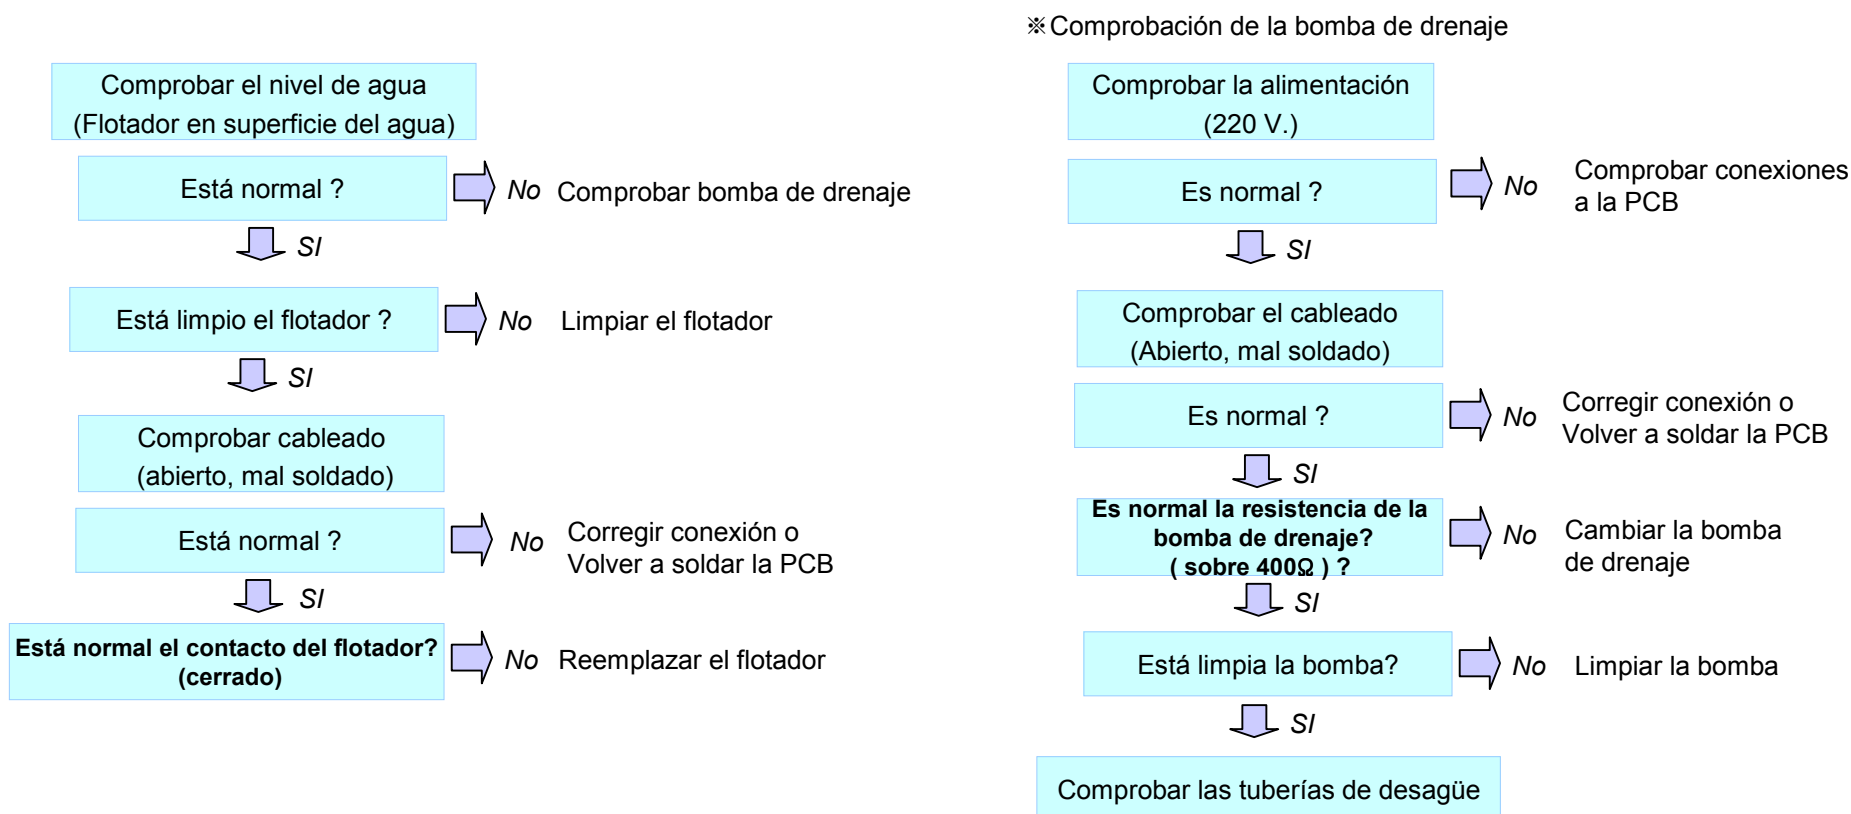 Comprobar el nivel de agua
(Flotador en superficie del agua)
Está normal ?
No
Comprobar bomba de drenaje
SI
Está limpio el flotador ?
No
Limpiar el flotador
SI
Comprobar cableado
(abierto, mal soldado)
Está normal ?
No
Corregir conexión o
Volver a soldar la PCB
SI
Está normal el contacto del flotador?
(cerrado)
No
Reemplazar el flotador
※Comprobación de la bomba de drenaje
Comprobar la alimentación
(220 V.)
Es normal ?
No
Comprobar conexiones
a la PCB
SI
Comprobar el cableado
(Abierto, mal soldado)
Es normal ?
No
Corregir conexión o
Volver a soldar la PCB
SI
Es normal la resistencia de la
bomba de drenaje?
( sobre 400Ω ) ?
No
Cambiar la bomba
de drenaje
SI
Está limpia la bomba?
No
Limpiar la bomba
SI
Comprobar las tuberías de desagüe